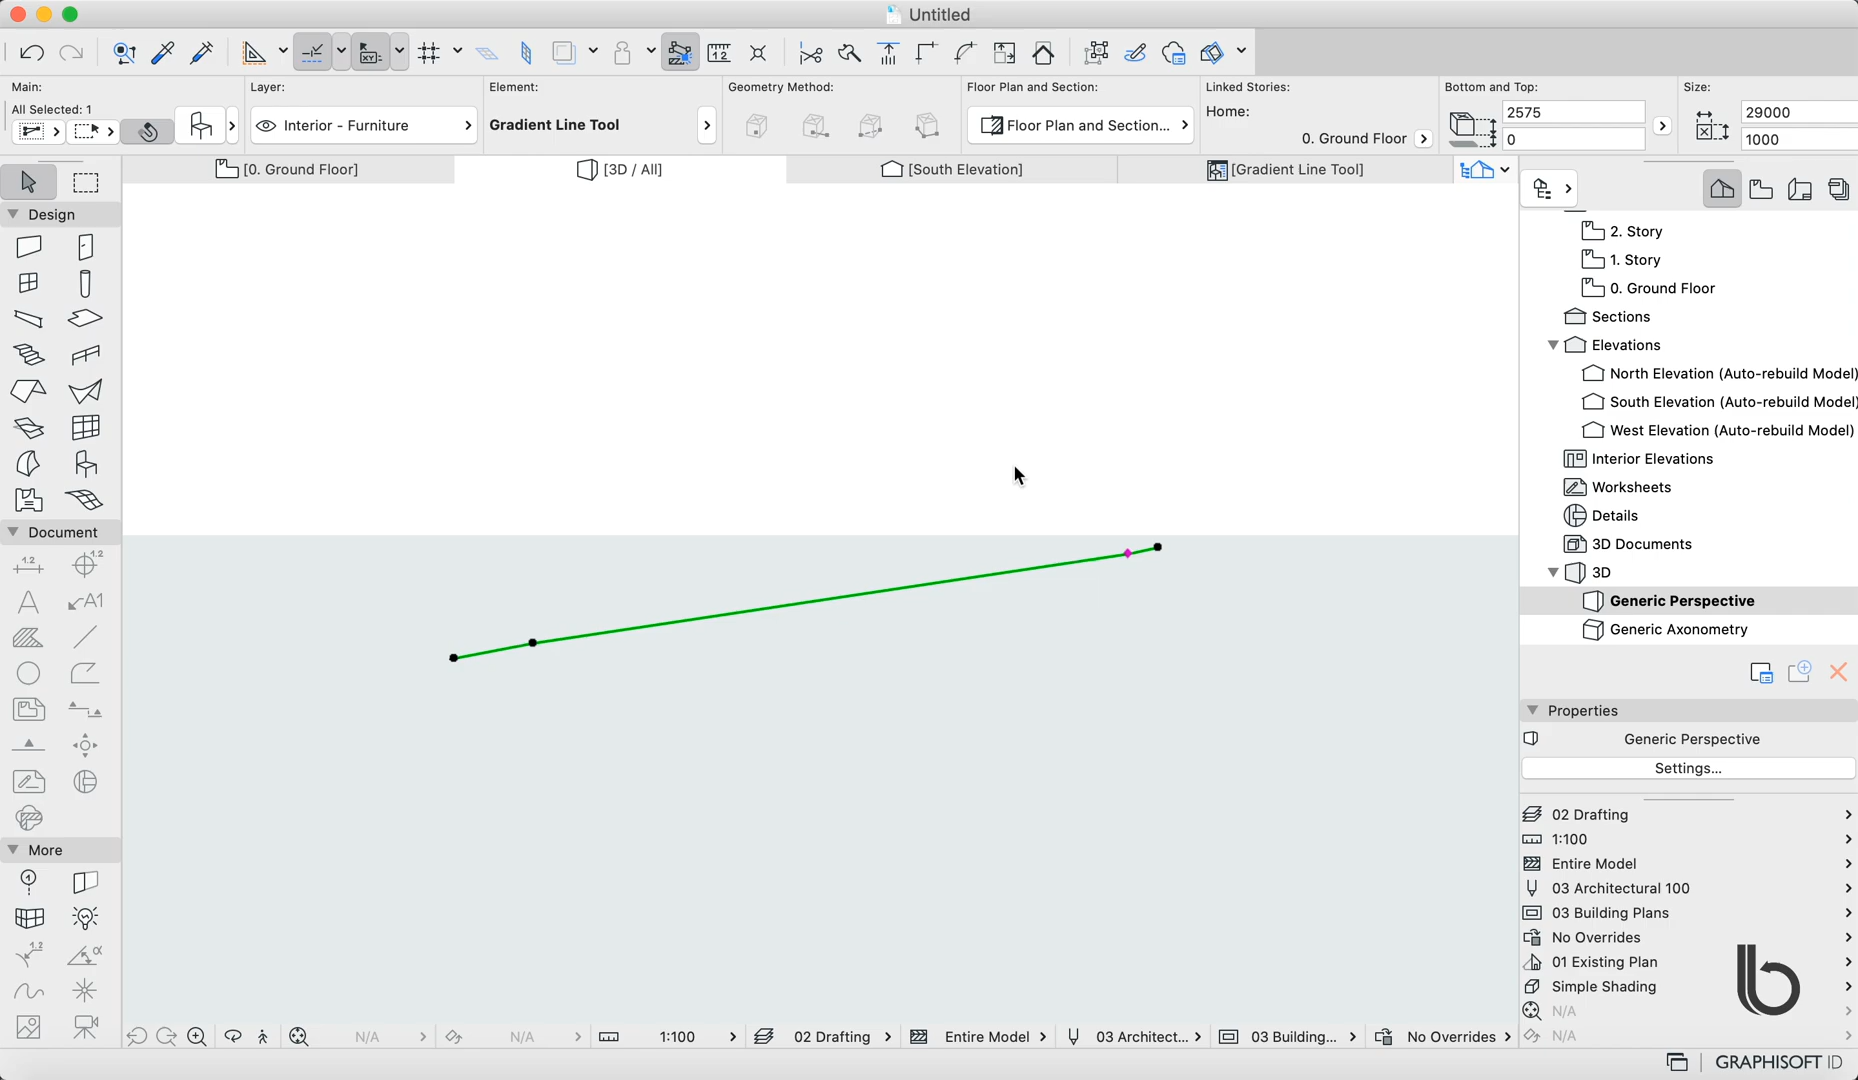 Untitled
Main:
All Selected: 1
Layer:
Interior - Furniture
Element:
Gradient Line Tool
Geometry Method:
Floor Plan and Section:
Floor Plan and Section...
Linked Stories:
Home:
0. Ground Floor
Bottom and Top:
2575
0
Size:
29000
1000
[0. Ground Floor]
[3D / All]
[South Elevation]
[Gradient Line Tool]
Design
Document
More
2. Story
1. Story
0. Ground Floor
Sections
Elevations
North Elevation (Auto-rebuild Model)
South Elevation (Auto-rebuild Model)
West Elevation (Auto-rebuild Model)
Interior Elevations
Worksheets
Details
3D Documents
3D
Generic Perspective
Generic Axonometry
Properties
Generic Perspective
Settings...
02 Drafting
1:100
Entire Model
03 Architectural 100
03 Building Plans
No Overrides
01 Existing Plan
Simple Shading
N/A
N/A
N/A
N/A
1:100
02 Drafting
Entire Model
03 Architect...
03 Building...
No Overrides
GRAPHISOFT ID